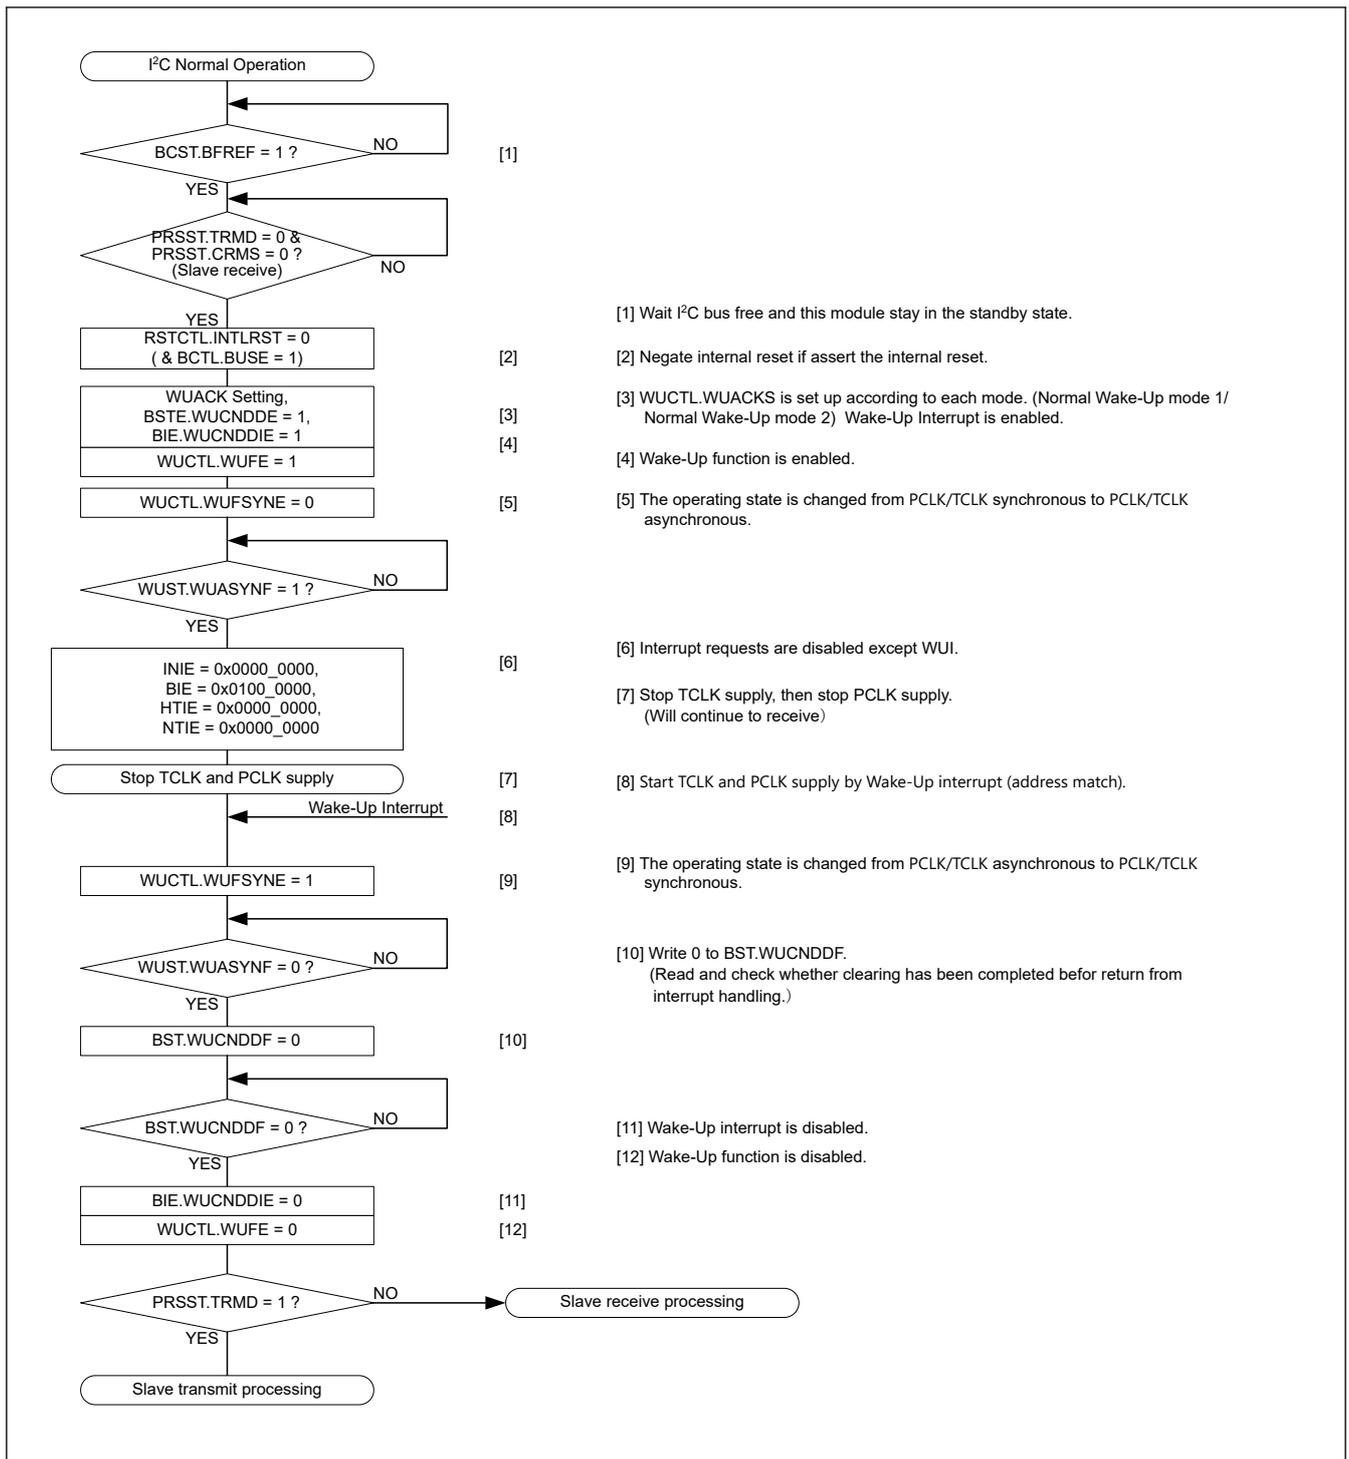 I²C Normal Operation
BCST.BFREF = 1 ?
NO
[1]
YES
PRSST.TRMD = 0 &
PRSST.CRMS = 0 ?
(Slave receive)
NO
YES
RSTCTL.INTLRST = 0
( & BCTL.BUSE = 1)
[2]
WUACK Setting,
BSTE.WUCNDDE = 1,
BIE.WUCNDDIE = 1
[3]
[4]
WUCTL.WUFE = 1
WUCTL.WUFSYNE = 0
[5]
WUST.WUASYNF = 1 ?
NO
YES
INIE = 0x0000_0000,
BIE = 0x0100_0000,
HTIE = 0x0000_0000,
NTIE = 0x0000_0000
[6]
Stop TCLK and PCLK supply
[7]
Wake-Up Interrupt
[8]
WUCTL.WUFSYNE = 1
[9]
WUST.WUASYNF = 0 ?
NO
YES
BST.WUCNDDF = 0
[10]
BST.WUCNDDF = 0 ?
NO
YES
BIE.WUCNDDIE = 0
[11]
WUCTL.WUFE = 0
[12]
PRSST.TRMD = 1 ?
NO
Slave receive processing
YES
Slave transmit processing
[1] Wait I²C bus free and this module stay in the standby state.
[2] Negate internal reset if assert the internal reset.
[3] WUCTL.WUACKS is set up according to each mode. (Normal Wake-Up mode 1/
Normal Wake-Up mode 2)  Wake-Up Interrupt is enabled.
[4] Wake-Up function is enabled.
[5] The operating state is changed from PCLK/TCLK synchronous to PCLK/TCLK
asynchronous.
[6] Interrupt requests are disabled except WUI.
[7] Stop TCLK supply, then stop PCLK supply.
(Will continue to receive）
[8] Start TCLK and PCLK supply by Wake-Up interrupt (address match).
[9] The operating state is changed from PCLK/TCLK asynchronous to PCLK/TCLK
synchronous.
[10] Write 0 to BST.WUCNDDF.
(Read and check whether clearing has been completed befor return from
interrupt handling.）
[11] Wake-Up interrupt is disabled.
[12] Wake-Up function is disabled.